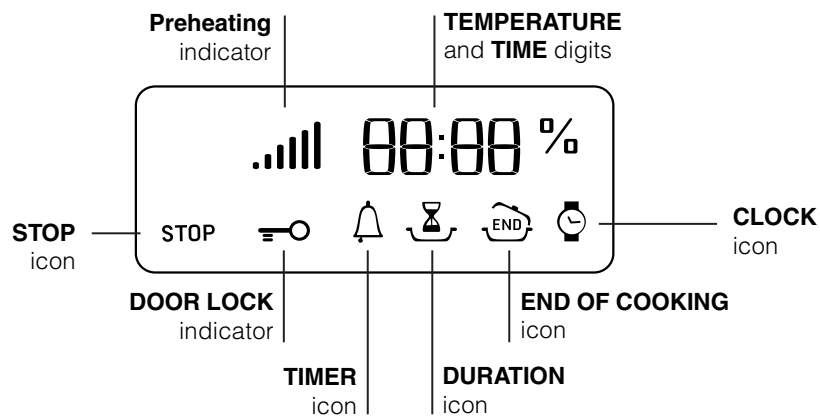 Preheating
indicator
TEMPERATURE
and TIME digits
88:88 %
STOP
icon
STOP
END
CLOCK
icon
DOOR LOCK
indicator
END OF COOKING
icon
TIMER
icon
DURATION
icon